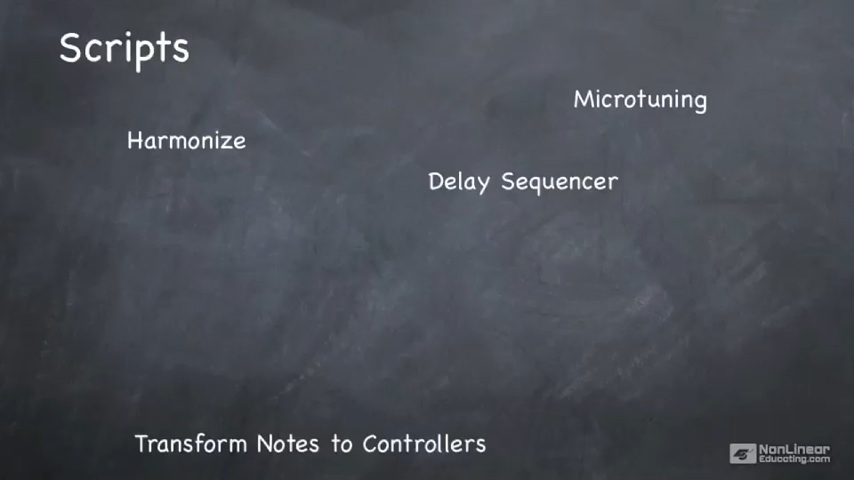 Scripts
Microtuning
Harmonize
Delay Sequencer
Transform Notes to Controllers
NonLinear
Educating.com